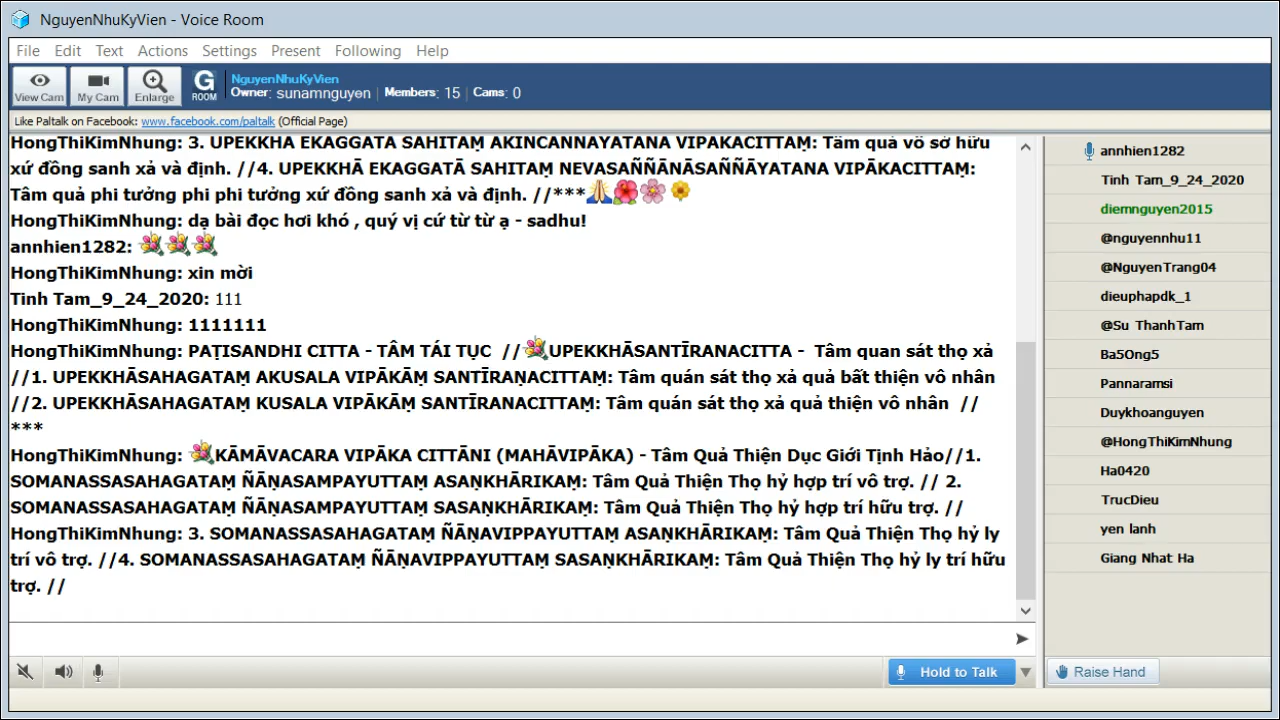 NguyenNhuKyVien - Voice Room
File Edit Text Actions Settings Present Following Help
View Cam My Cam Enlarge G ROOM
NguyenNhuKyVien
Owner: sunamnguyen Members: 15 Cams: 0
Like Paltalk on Facebook: www.facebook.com/paltalk (Official Page)
HongThiKimNhung: 3. UPEKKHĀ EKAGGATĀ SAHITAṂ AKIÑCAÑÑĀYATANA VIPĀKACITTAṂ: Tâm quả vô sở hữu
xứ đồng sanh xả và định. //4. UPEKKHĀ EKAGGATĀ SAHITAṂ NEVASAÑÑĀNĀSAÑÑĀYATANA VIPĀKACITTAṂ:
Tâm quả phi tưởng phi phi tưởng xứ đồng sanh xả và định. //***
HongThiKimNhung: dạ bài đọc hơi khó , quý vị cứ từ từ ạ - sadhu!
annhien1282:
HongThiKimNhung: xin mời
Tinh Tam_9_24_2020: 111
HongThiKimNhung: 1111111
HongThiKimNhung: PAṬISANDHI CITTA - TÂM TÁI TỤC // UPEKKHĀSANTĪRANACITTA - Tâm quan sát thọ xả
//1. UPEKKHĀSAHAGATAṂ AKUSALA VIPĀKĀṂ SANTĪRAṆACITTAṂ: Tâm quán sát thọ xả quả bất thiện vô nhân
//2. UPEKKHĀSAHAGATAṂ KUSALA VIPĀKĀṂ SANTĪRANACITTAṂ: Tâm quán sát thọ xả quả thiện vô nhân //
***
HongThiKimNhung: KĀMĀVACARA VIPĀKA CITTĀNI (MAHĀVIPĀKA) - Tâm Quả Thiện Dục Giới Tịnh Hảo//1.
SOMANASSASAHAGATAṂ ÑĀṆASAMPAYUTTAṂ ASAṆKHĀRIKAṂ: Tâm Quả Thiện Thọ hỷ hợp trí vô trợ. // 2.
SOMANASSASAHAGATAṂ ÑĀṆASAMPAYUTTAṂ SASAṆKHĀRIKAṂ: Tâm Quả Thiện Thọ hỷ hợp trí hữu trợ. //
HongThiKimNhung: 3. SOMANASSASAHAGATAṂ ÑĀṆAVIPPAYUTTAṂ ASAṆKHĀRIKAṂ: Tâm Quả Thiện Thọ hỷ ly
trí vô trợ. //4. SOMANASSASAHAGATAṂ ÑĀṆAVIPPAYUTTAṂ SASAṆKHĀRIKAṂ: Tâm Quả Thiện Thọ hỷ ly trí hữu
trợ. //
annhien1282
Tinh Tam_9_24_2020
diemnguyen2015
@nguyennhu11
@NguyenTrang04
dieuphapdk_1
@Su ThanhTam
Ba5Ong5
Pannaramsi
Duykhoanguyen
@HongThiKimNhung
Ha0420
TrucDieu
yen lanh
Giang Nhat Ha
Hold to Talk
Raise Hand